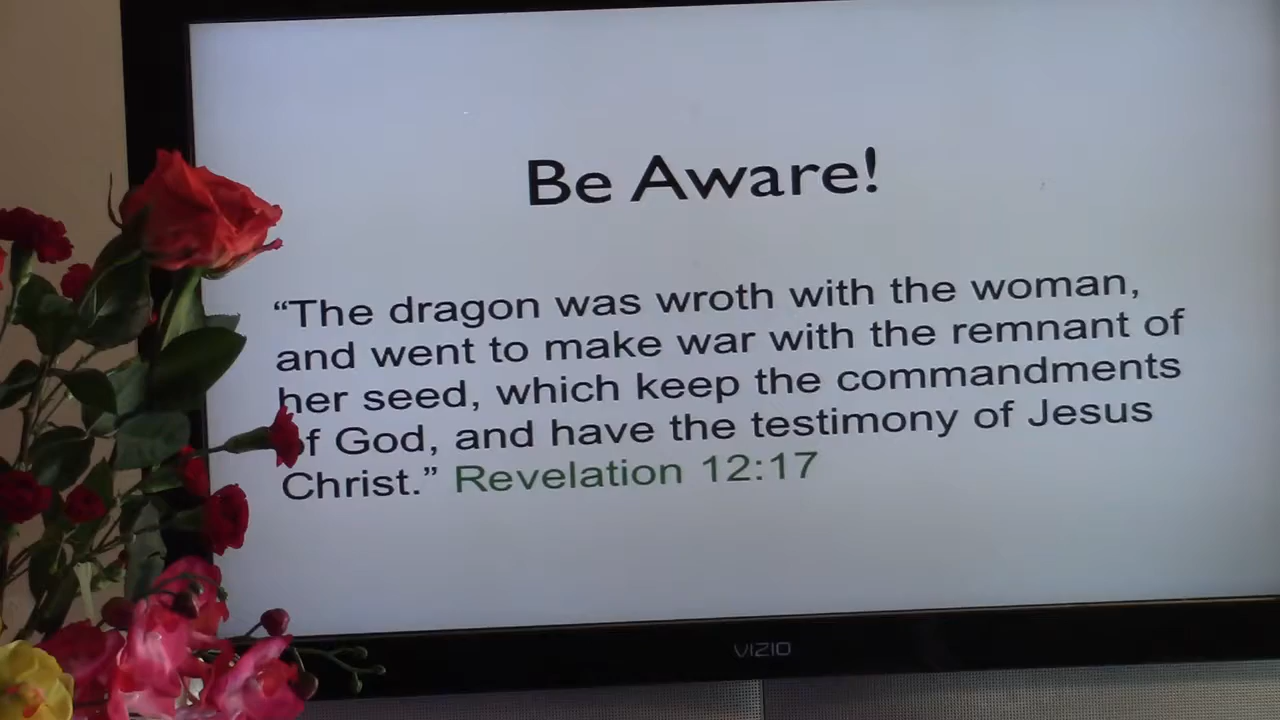 Be Aware!
“The dragon was wroth with the woman,
and went to make war with the remnant of
her seed, which keep the commandments
of God, and have the testimony of Jesus
Christ.” Revelation 12:17
VIZIO